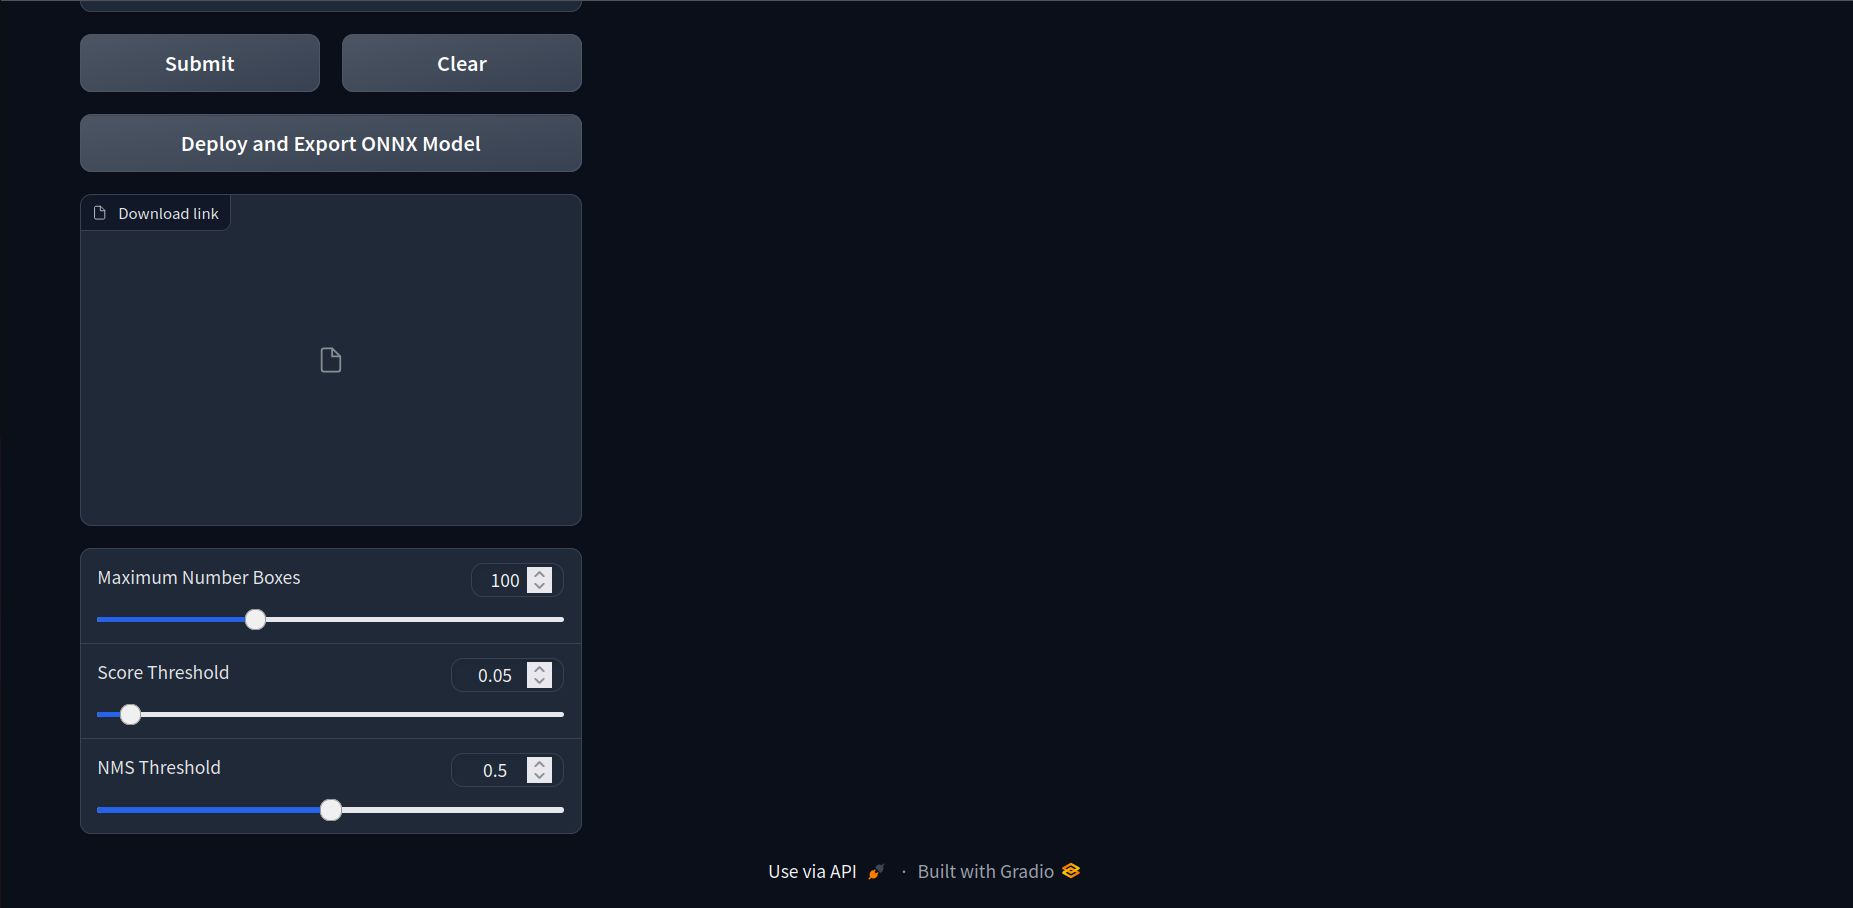 Submit
Clear
Deploy and Export ONNX Model
Download link
Maximum Number Boxes
100
Score Threshold
0.05
NMS Threshold
0.5
Use via API · Built with Gradio